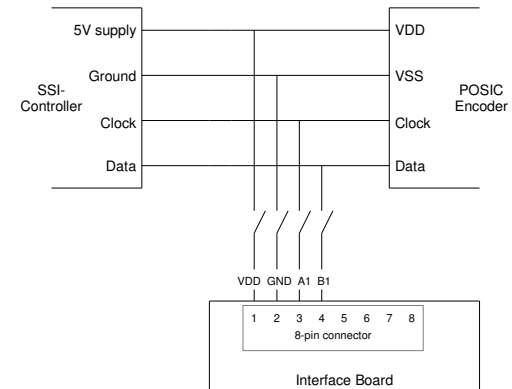 5V supply
Ground
SSI-
Controller
Clock
Data
VDD
VSS
POSIC
Encoder
Clock
Data
VDD GND A1 B1
1 2 3 4 5 6 7 8
8-pin connector
Interface Board